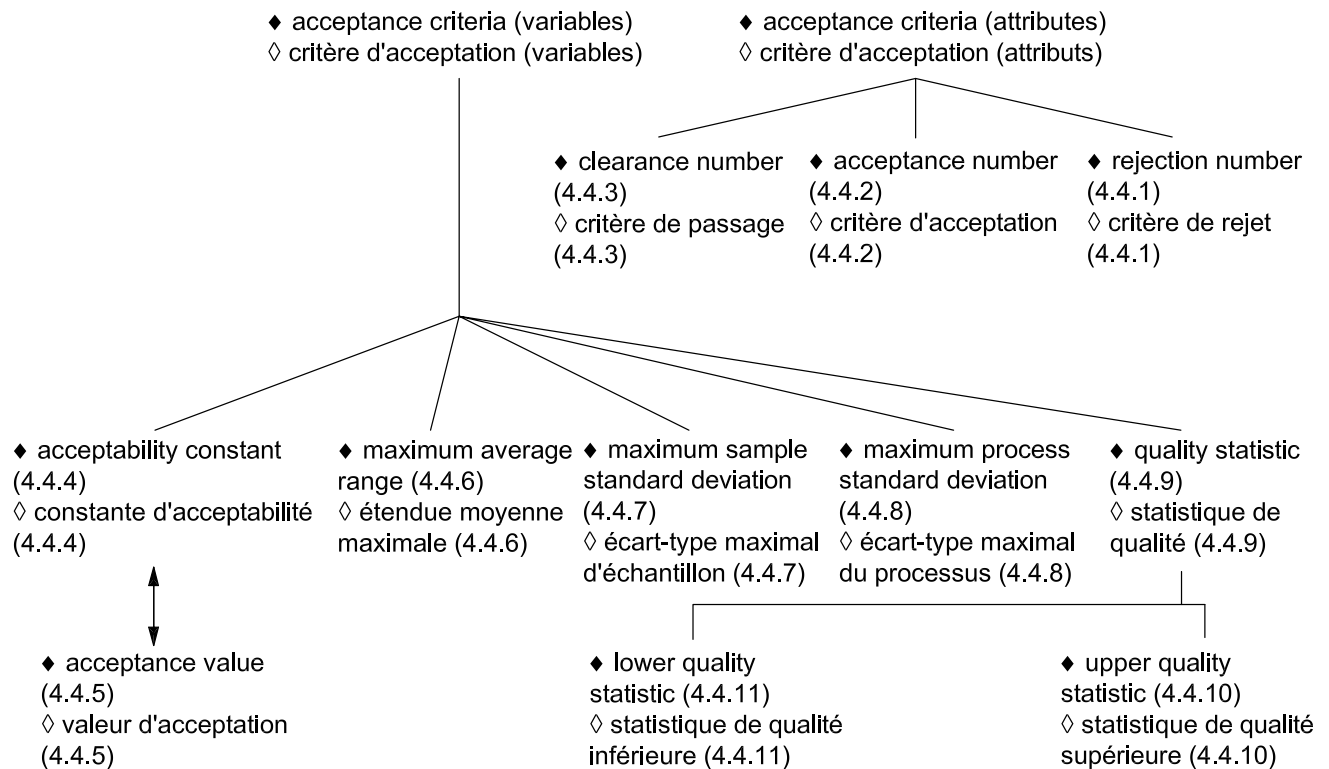 ♦ acceptance criteria (variables)
◊ critère d'acceptation (variables)
♦ acceptance criteria (attributes)
◊ critère d'acceptation (attributs)
♦ clearance number
(4.4.3)
◊ critère de passage
(4.4.3)
♦ acceptance number
(4.4.2)
◊ critère d'acceptation
(4.4.2)
♦ rejection number
(4.4.1)
◊ critère de rejet
(4.4.1)
♦ acceptability constant
(4.4.4)
◊ constante d'acceptabilité
(4.4.4)
♦ maximum average
range (4.4.6)
◊ étendue moyenne
maximale (4.4.6)
♦ maximum sample
standard deviation
(4.4.7)
◊ écart-type maximal
d'échantillon (4.4.7)
♦ maximum process
standard deviation
(4.4.8)
◊ écart-type maximal
du processus (4.4.8)
♦ quality statistic
(4.4.9)
◊ statistique de
qualité (4.4.9)
♦ acceptance value
(4.4.5)
◊ valeur d'acceptation
(4.4.5)
♦ lower quality
statistic (4.4.11)
◊ statistique de qualité
inférieure (4.4.11)
♦ upper quality
statistic (4.4.10)
◊ statistique de qualité
supérieure (4.4.10)